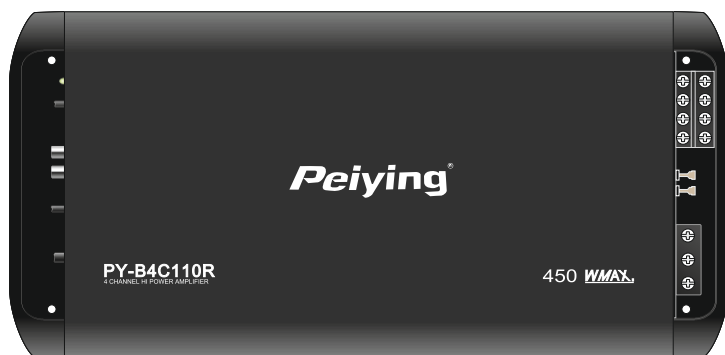 Peiying®
PY-B4C110R
4 CHANNEL HI POWER AMPLIFIER
450 WMAX.